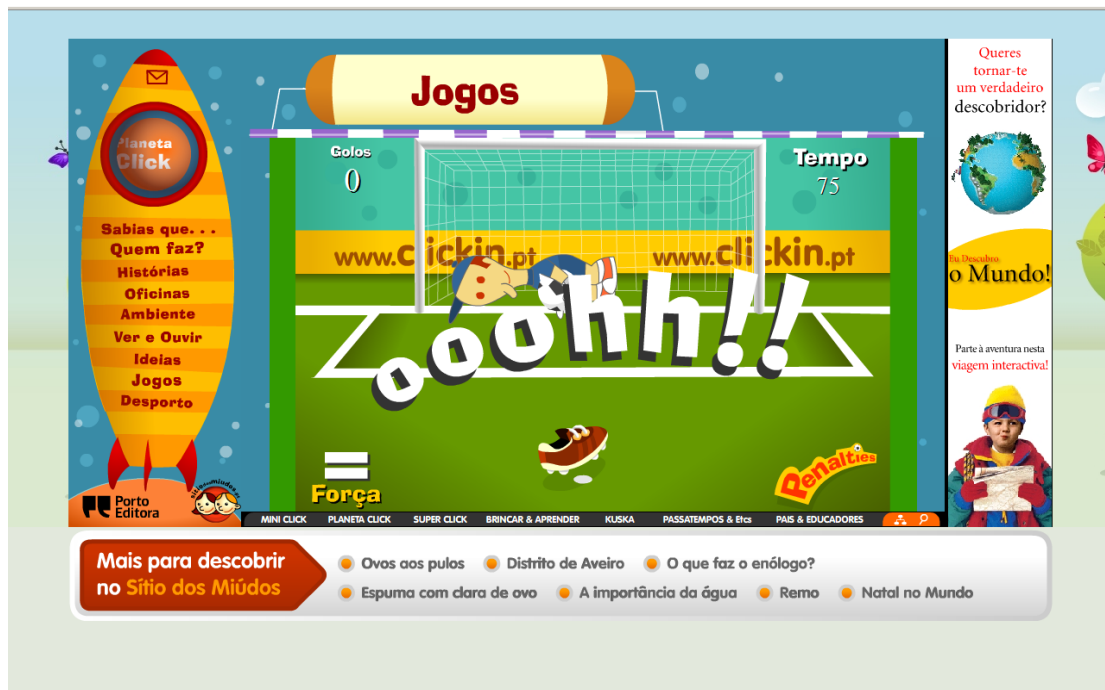 Jogos
Planeta
Click
Sabias que. . .
Quem faz?
Histórias
Oficinas
Ambiente
Ver e Ouvir
Ideias
Jogos
Desporto
Porto
Editora
sitiodosmiudos.pt
Golos
0
Tempo
75
www.clickin.pt
www.clickin.pt
ooohh!!
Força
Penalties
MINI CLICK
PLANETA CLICK
SUPER CLICK
BRINCAR & APRENDER
KUSKA
PASSATEMPOS & Etcs
PAIS & EDUCADORES
Queres
tornar-te
um verdadeiro
descobridor?
Eu Descubro
o Mundo!
Parte à aventura nesta
viagem interactiva!
Mais para descobrir
no Sítio dos Miúdos
Ovos aos pulos
Distrito de Aveiro
O que faz o enólogo?
Espuma com clara de ovo
A importância da água
Remo
Natal no Mundo